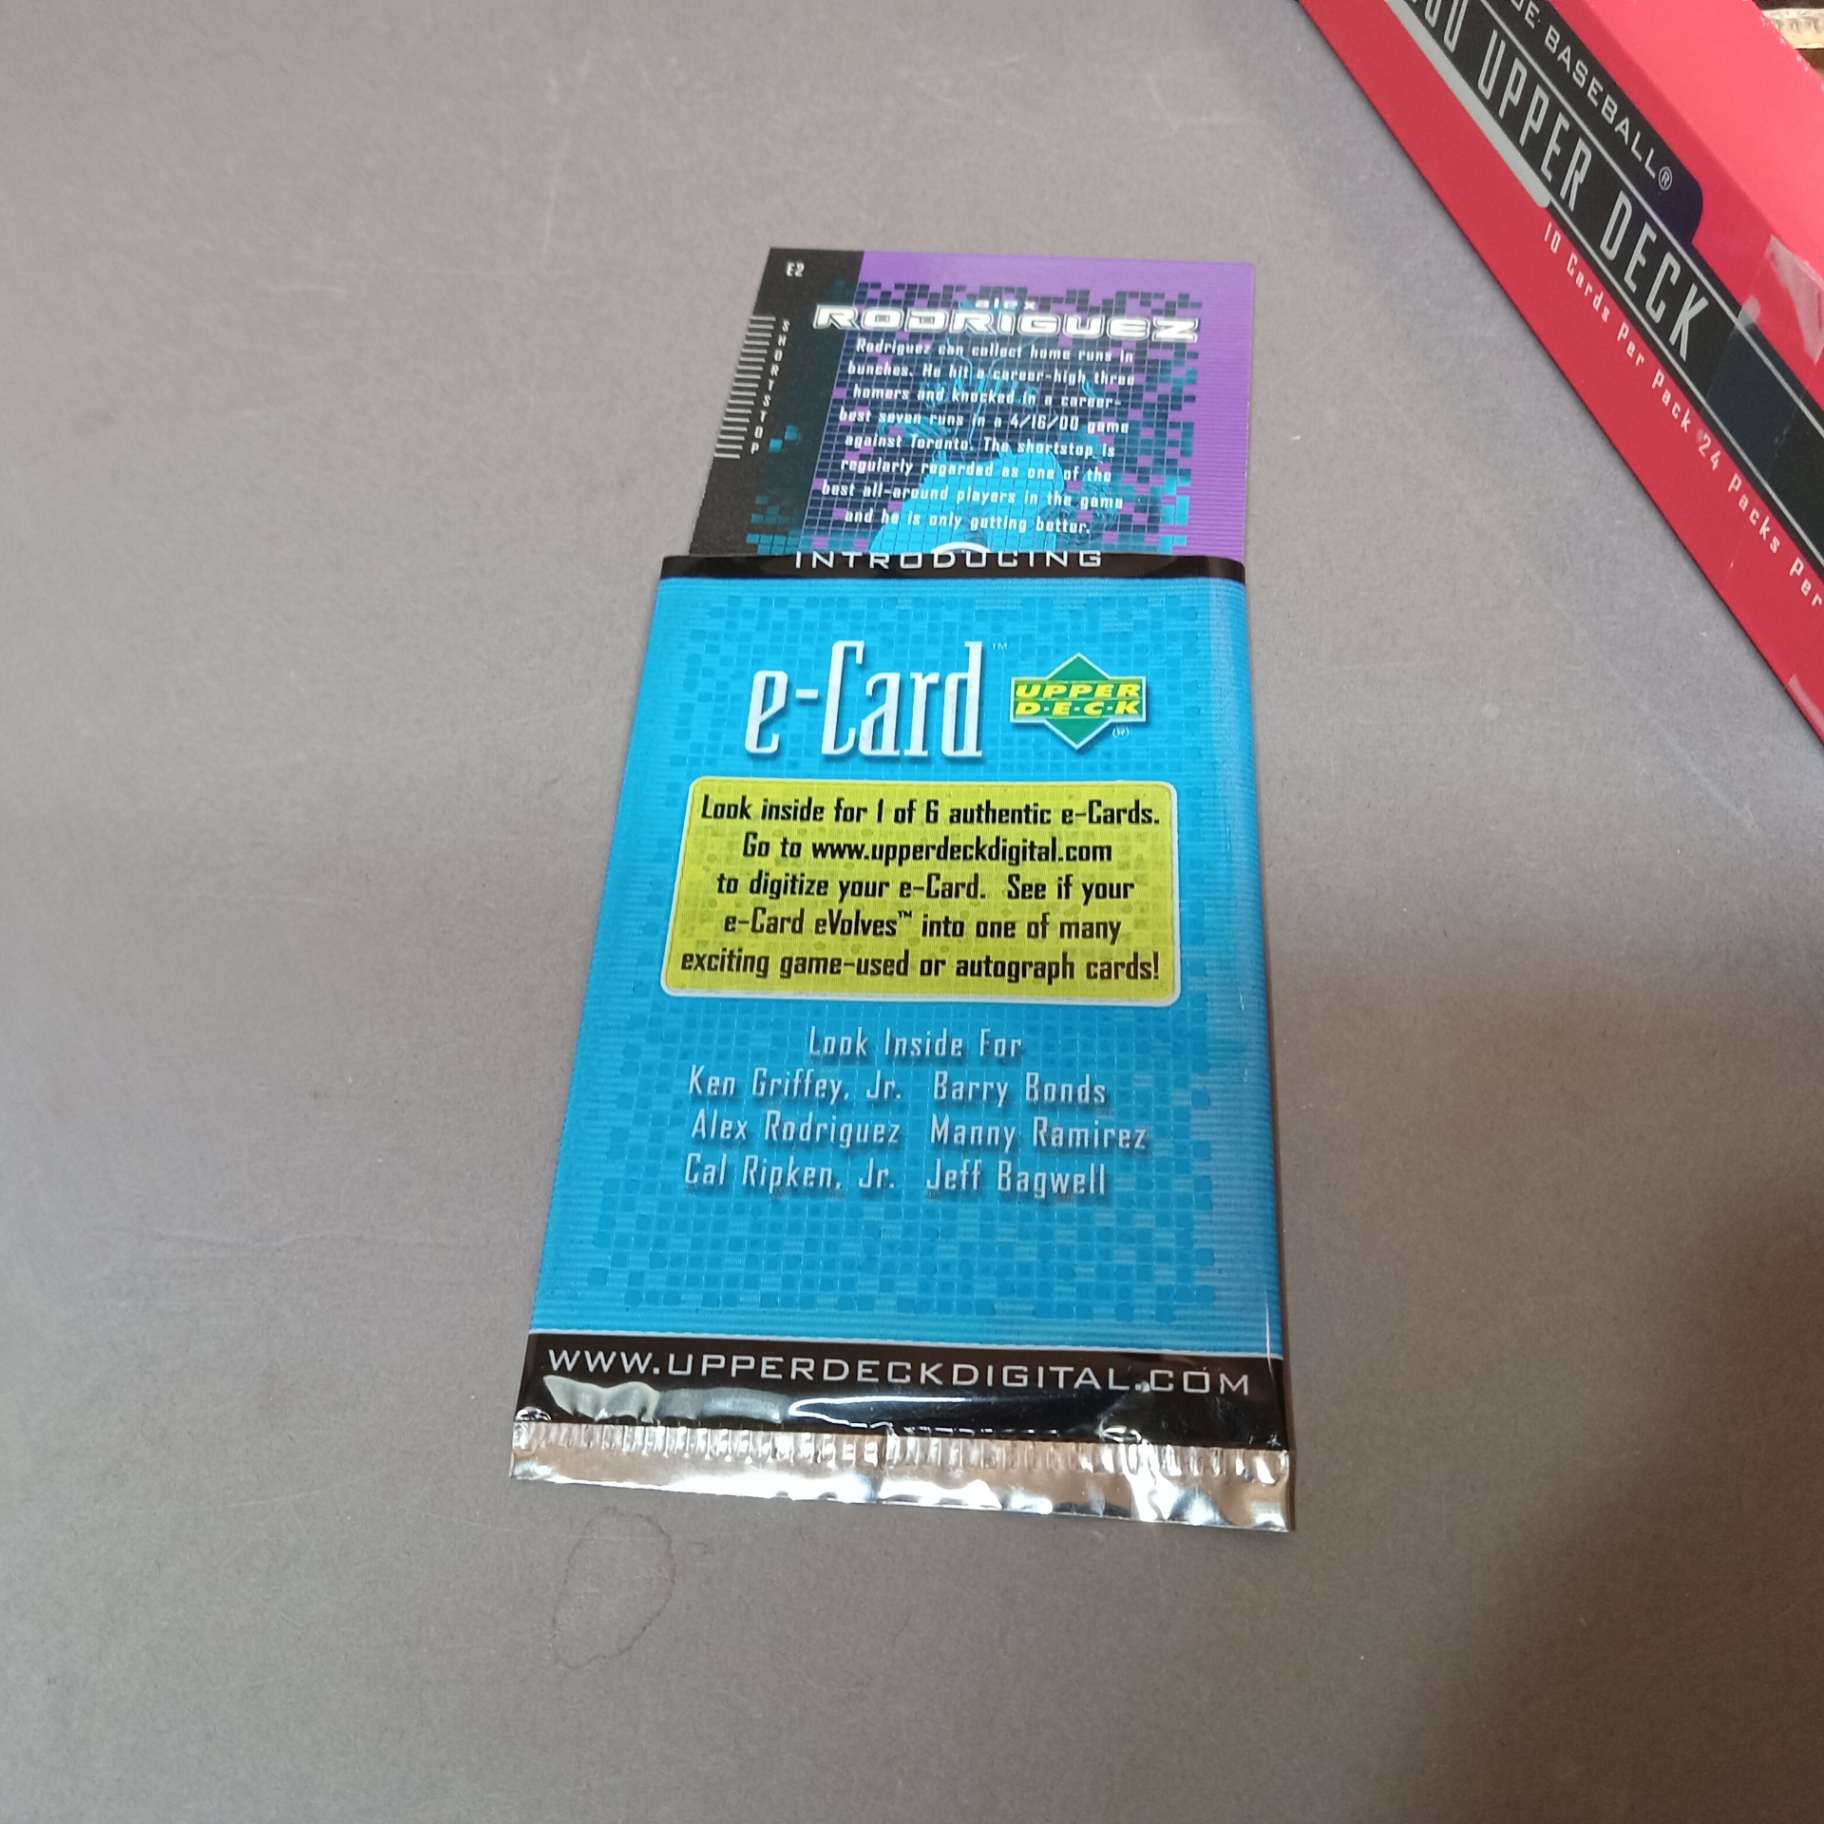 UE BASEBALL®
UPPER DECK
10 Cards Per Pack 24 Packs Per
E2
SHORTSTOP
alex
RODRIGUEZ
Rodriguez can collect home runs in
bunches. He hit a career-high three
homers and knocked in a career-
best seven runs in a 4/16/00 game
against Toronto. The shortstop is
regularly regarded as one of the
best all-around players in the game
and he is only getting better.
INTRODUCING
e-Card™
UPPER
D·E·C·K
®
Look inside for 1 of 6 authentic e-Cards.
Go to www.upperdeckdigital.com
to digitize your e-Card. See if your
e-Card eVolves™ into one of many
exciting game-used or autograph cards!
Look Inside For
Ken Griffey, Jr. Barry Bonds
Alex Rodriguez Manny Ramirez
Cal Ripken, Jr. Jeff Bagwell
WWW.UPPERDECKDIGITAL.COM